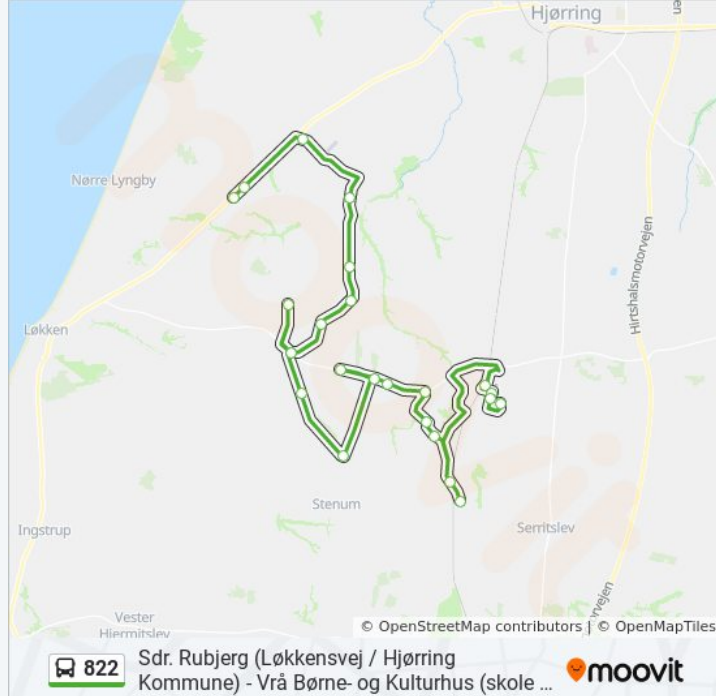 Hjørring
Nørre Lyngby
Hirtshalsmotorvejen
Løkken
Stenum
Ingstrup
Serritslev
Vester
Hjermitslev
© OpenStreetMap contributors | © OpenMapTiles
822
Sdr. Rubjerg (Løkkensvej / Hjørring
Kommune) - Vrå Børne- og Kulturhus (skole ...
moovit